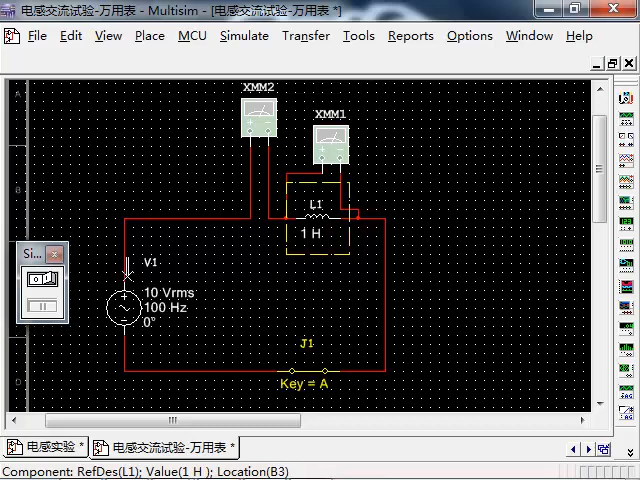 电感交流试验-万用表 - Multisim - [电感交流试验-万用表 *]
File Edit View Place MCU Simulate Transfer Tools Reports Options Window Help
A
XMM2
XMM1
B
L1
1 H
Si...
V1
10 Vrms
100 Hz
0°
J1
Key = A
D
电感实验 * 电感交流试验-万用表 *
Component: RefDes(L1); Value(1 H ); Location(B3)